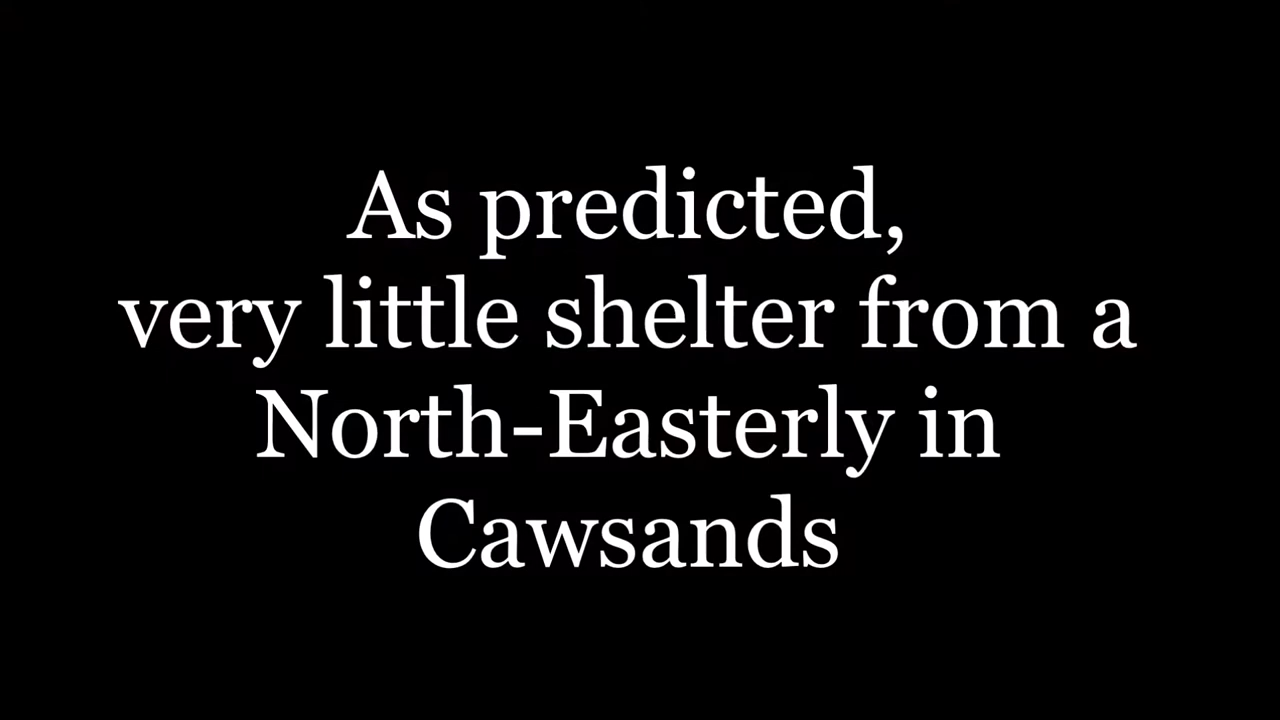 As predicted,
very little shelter from a
North-Easterly in
Cawsands